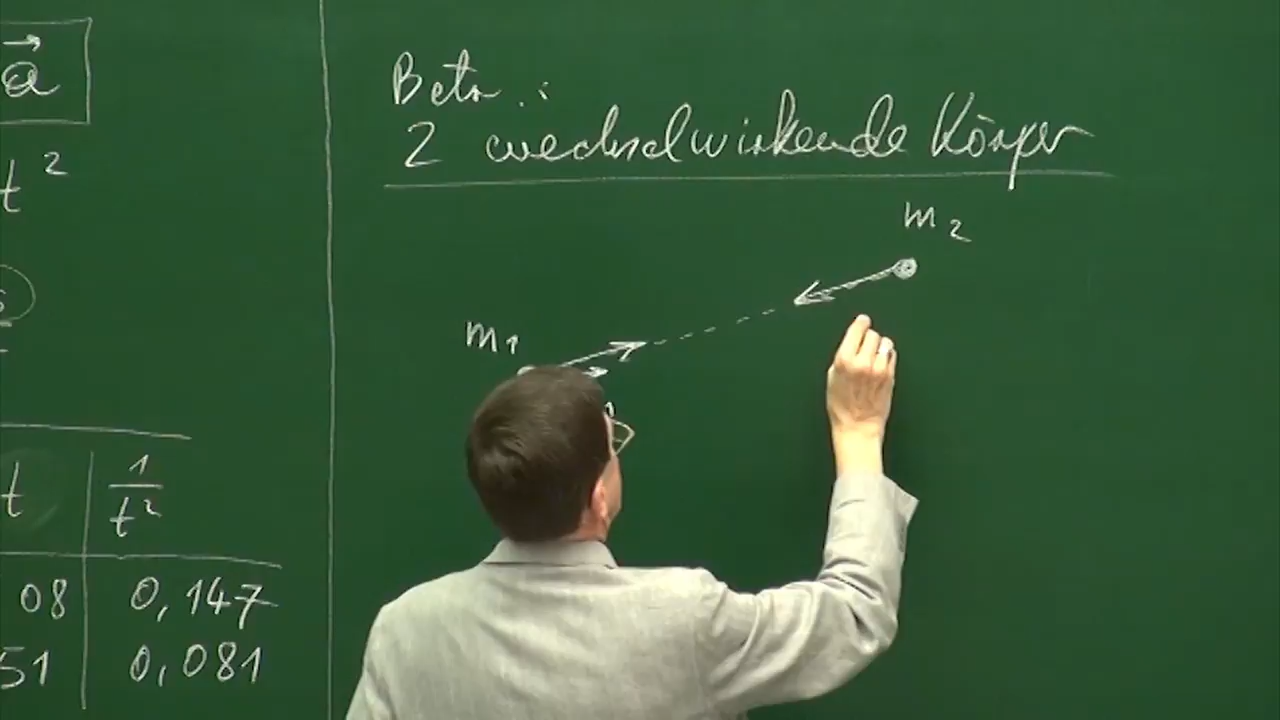 a
t²
t
1/t²
08
0,147
51
0,081
Betr.:
2 wechselwirkende Körper
m₂
m₁